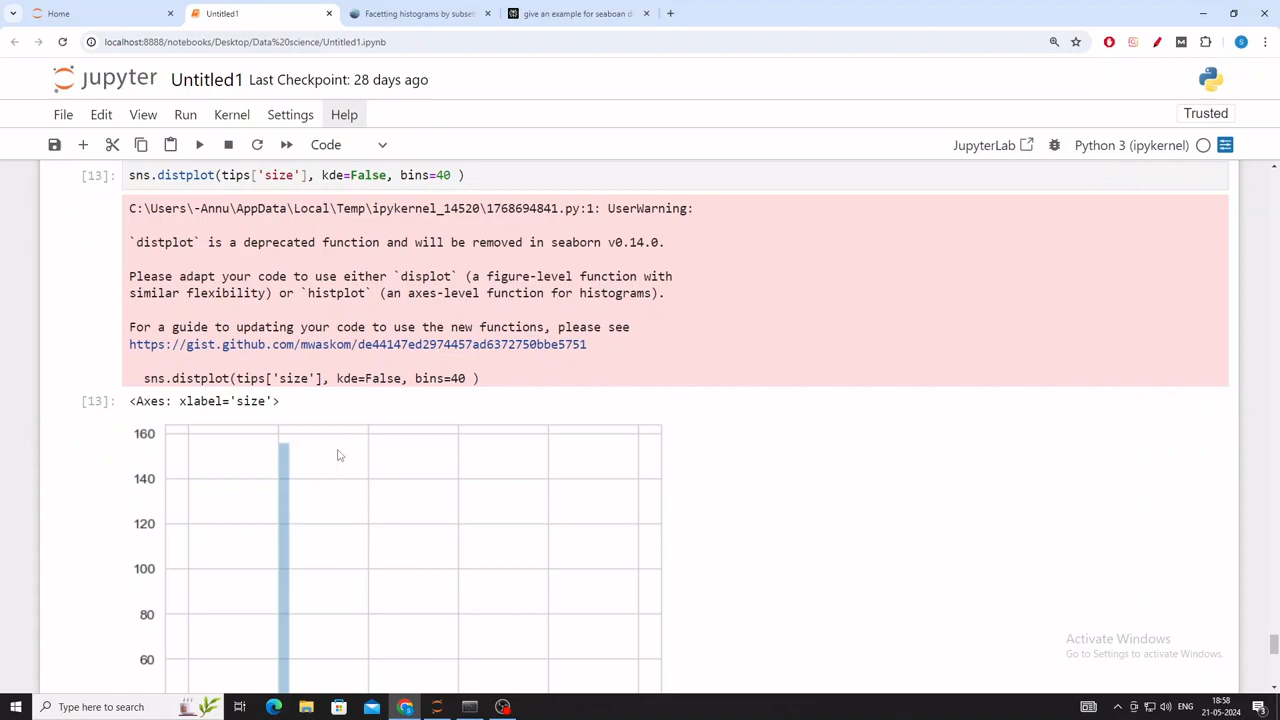 Home
Untitled1
Facetting histograms by subset
give an example for seaboan di
localhost:8888/notebooks/Desktop/Data%20science/Untitled1.ipynb
S
jupyter Untitled1 Last Checkpoint: 28 days ago
File Edit View Run Kernel Settings Help
Trusted
Code
JupyterLab
Python 3 (ipykernel)
[13]: sns.distplot(tips['size'], kde=False, bins=40 )
C:\Users\-Annu\AppData\Local\Temp\ipykernel_14520\1768694841.py:1: UserWarning:
`distplot` is a deprecated function and will be removed in seaborn v0.14.0.
Please adapt your code to use either `displot` (a figure-level function with
similar flexibility) or `histplot` (an axes-level function for histograms).
For a guide to updating your code to use the new functions, please see
https://gist.github.com/mwaskom/de44147ed2974457ad6372750bbe5751
sns.distplot(tips['size'], kde=False, bins=40 )
[13]: <Axes: xlabel='size'>
160
140
120
100
80
60
Activate Windows
Go to Settings to activate Windows.
Type here to search
18:58
21-05-2024
3